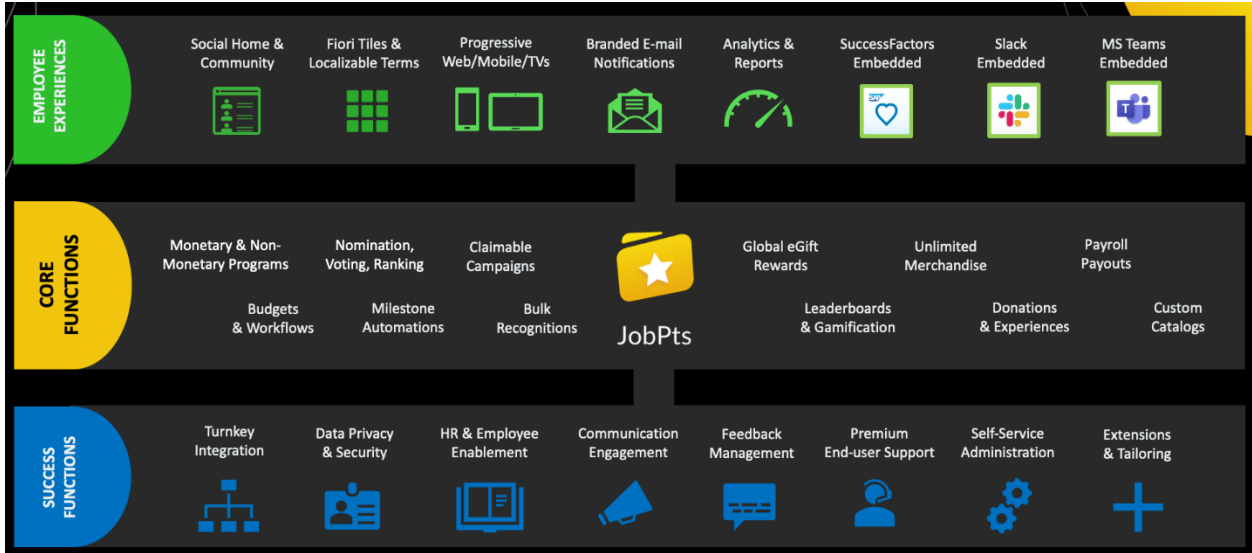 EMPLOYEE
EXPERIENCES
Social Home &
Community
Fiori Tiles &
Localizable Terms
Progressive
Web/Mobile/TVs
Branded E-mail
Notifications
Analytics &
Reports
SuccessFactors
Embedded
Slack
Embedded
MS Teams
Embedded
SAP
T
CORE
FUNCTIONS
Monetary & Non-
Monetary Programs
Nomination,
Voting, Ranking
Claimable
Campaigns
Global eGift
Rewards
Unlimited
Merchandise
Payroll
Payouts
Budgets
& Workflows
Milestone
Automations
Bulk
Recognitions
JobPts
Leaderboards
& Gamification
Donations
& Experiences
Custom
Catalogs
SUCCESS
FUNCTIONS
Turnkey
Integration
Data Privacy
& Security
HR & Employee
Enablement
Communication
Engagement
Feedback
Management
Premium
End-user Support
Self-Service
Administration
Extensions
& Tailoring